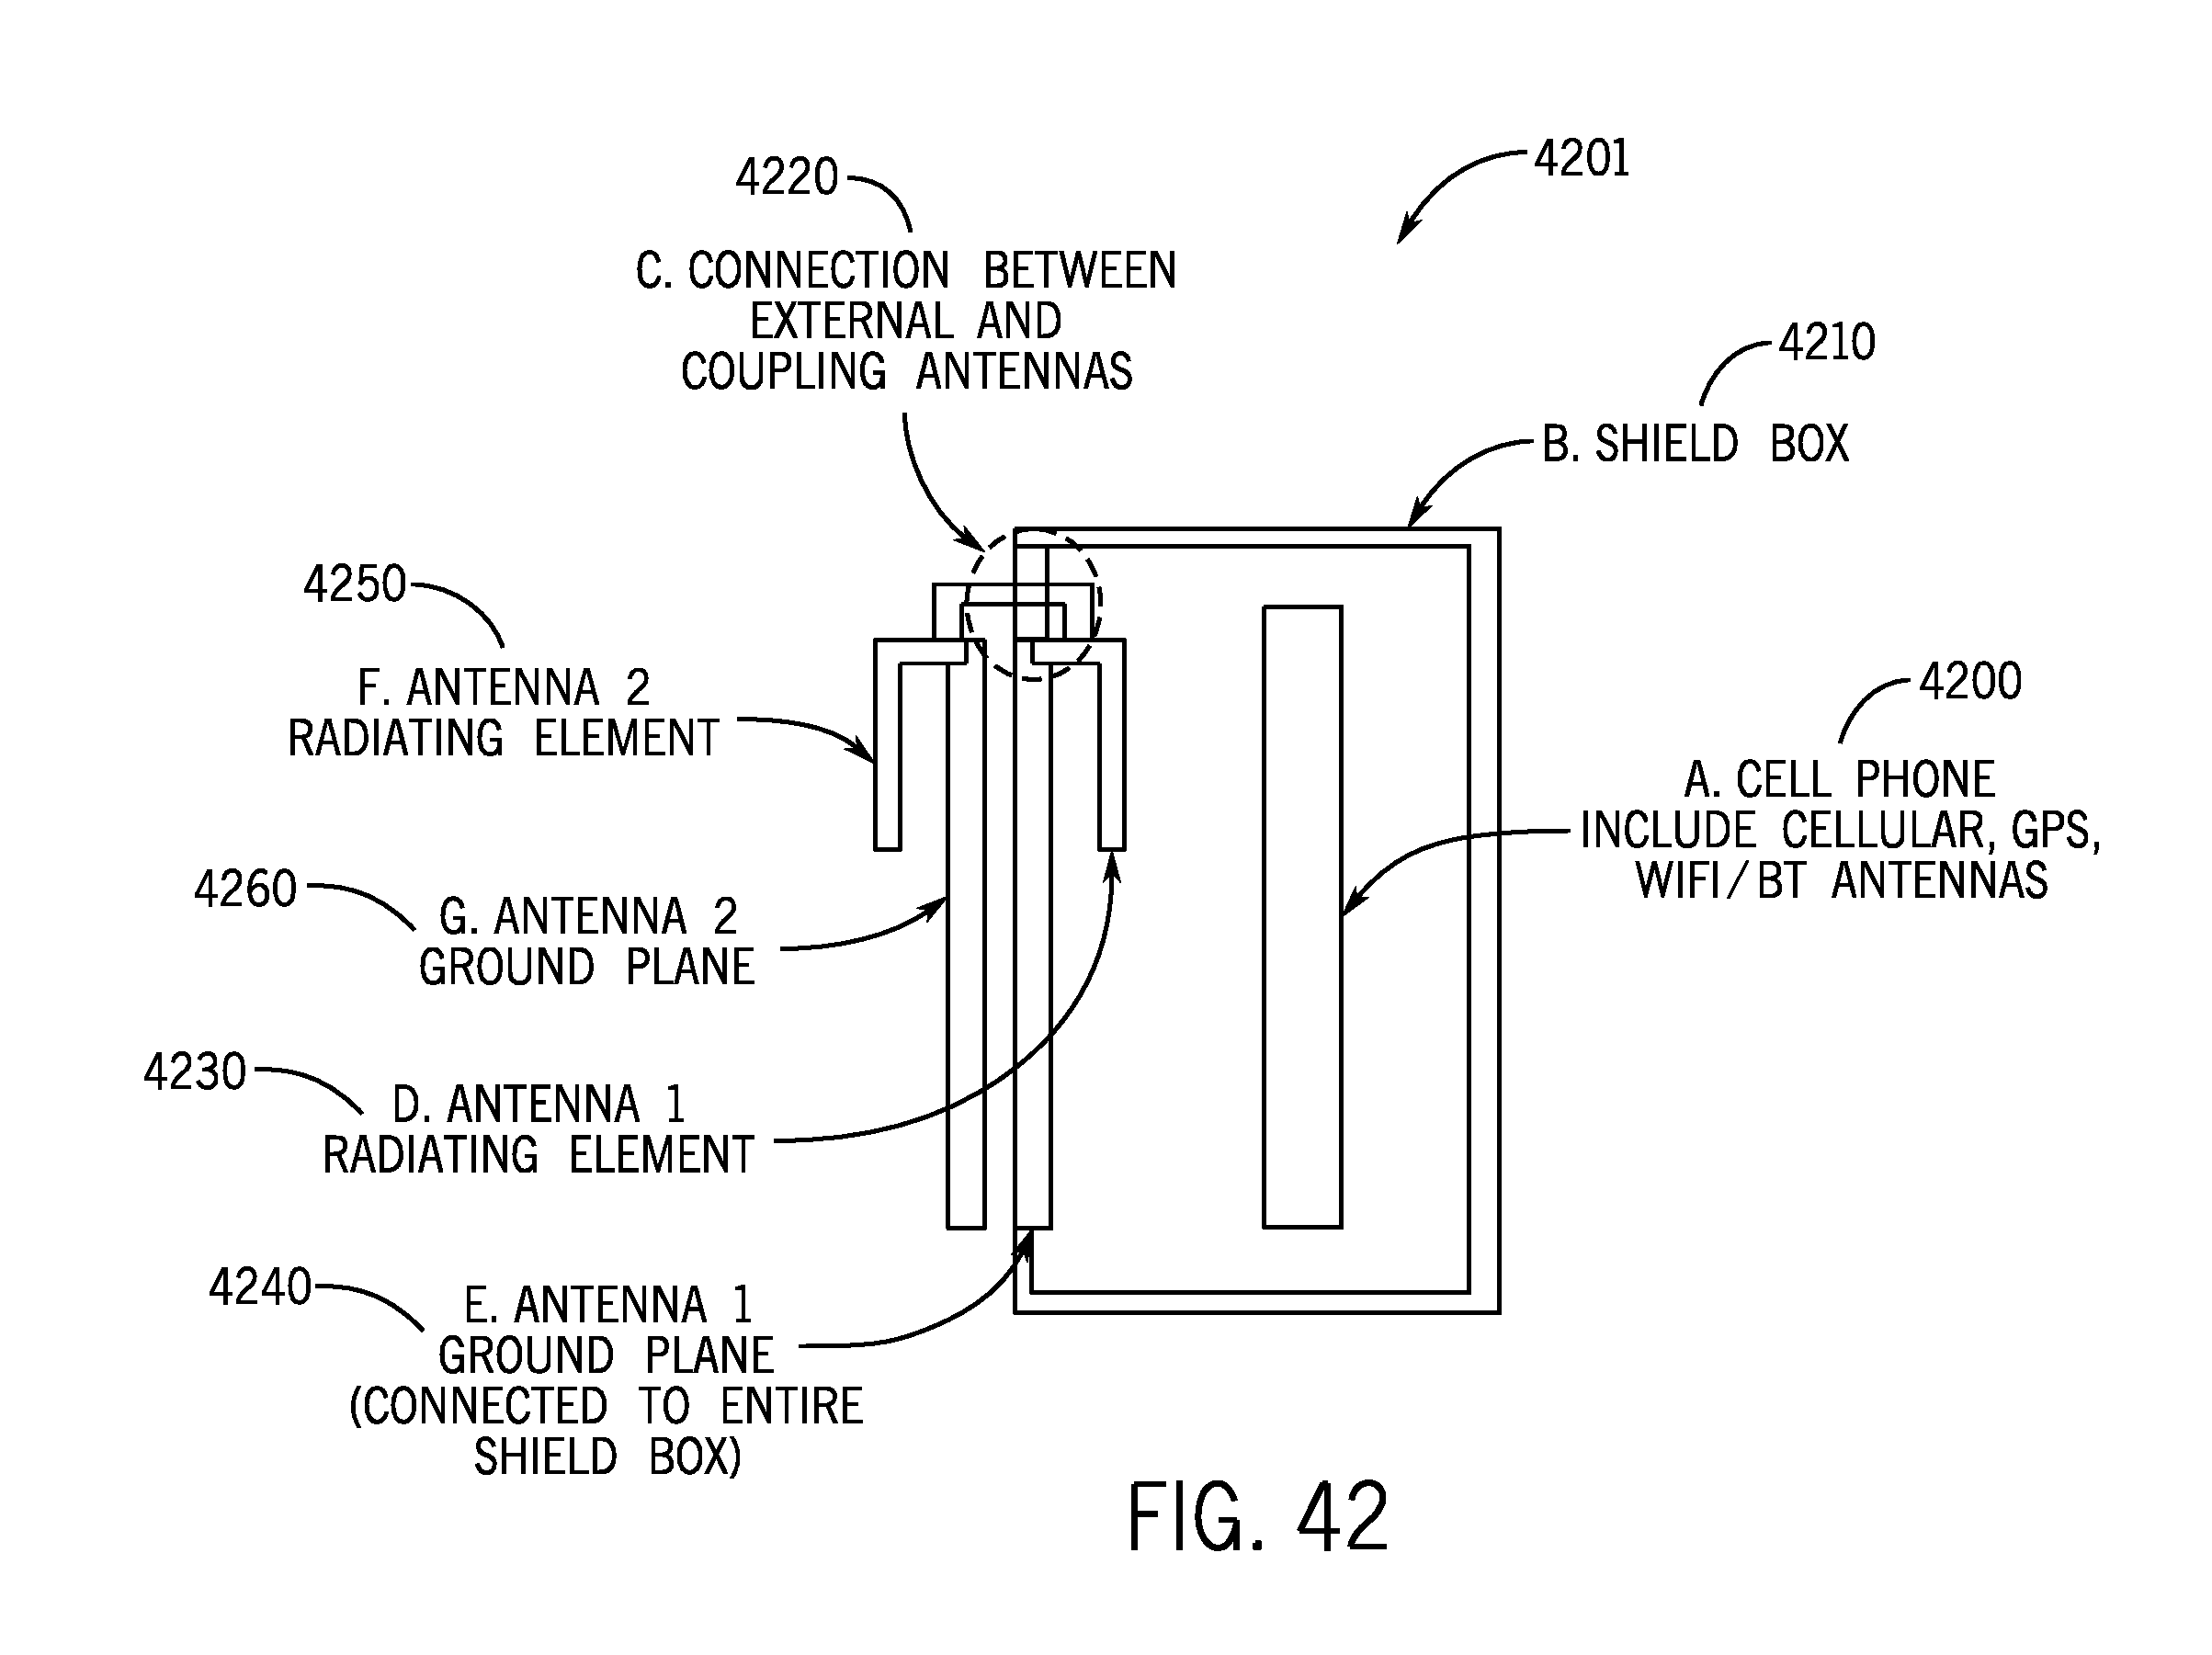 4201
4220
C. CONNECTION BETWEEN
EXTERNAL AND
COUPLING ANTENNAS
4210
B. SHIELD BOX
4250
F. ANTENNA 2
RADIATING ELEMENT
4200
A. CELL PHONE
INCLUDE CELLULAR, GPS,
WIFI/BT ANTENNAS
4260
G. ANTENNA 2
GROUND PLANE
4230
D. ANTENNA 1
RADIATING ELEMENT
4240
E. ANTENNA 1
GROUND PLANE
(CONNECTED TO ENTIRE
SHIELD BOX)
FIG. 42